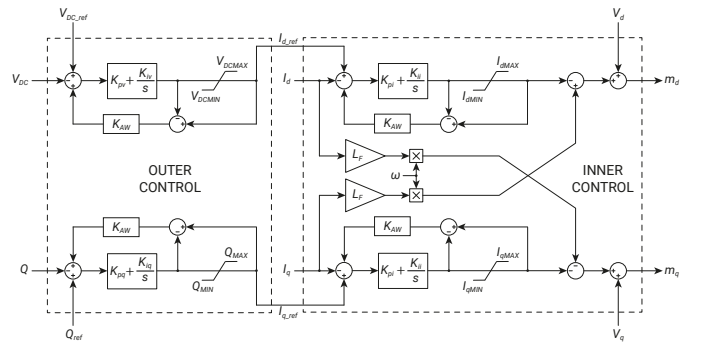 V_DC_ref
V_d
I_d_ref
V_DC
K_pv + K_iv/s
V_DCMAX
V_DCMIN
I_d
K_pi + K_ii/s
I_dMAX
I_dMIN
m_d
K_AW
K_AW
OUTER
CONTROL
L_F
ω
L_F
INNER
CONTROL
K_AW
K_AW
Q
K_pq + K_iq/s
Q_MAX
Q_MIN
I_q
K_pi + K_ii/s
I_qMAX
I_qMIN
m_q
I_q_ref
Q_ref
V_q